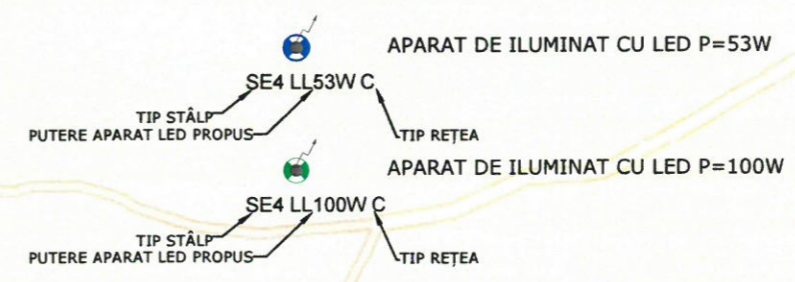 APARAT DE ILUMINAT CU LED P=53W
SE4 LL53W C
TIP STÂLP
PUTERE APARAT LED PROPUS
TIP REȚEA
APARAT DE ILUMINAT CU LED P=100W
SE4 LL100W C
TIP STÂLP
PUTERE APARAT LED PROPUS
TIP REȚEA